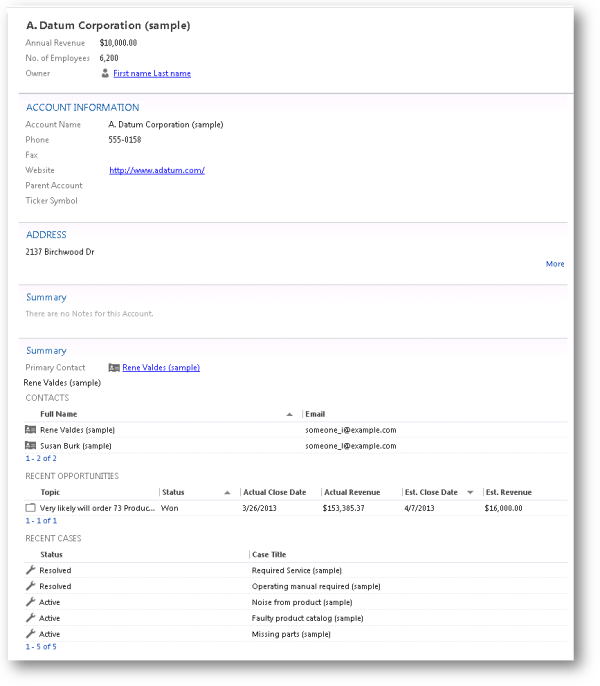 A. Datum Corporation (sample)
Annual Revenue $10,000.00
No. of Employees 6,200
Owner First name Last name
ACCOUNT INFORMATION
Account Name A. Datum Corporation (sample)
Phone 555-0158
Fax
Website http://www.adatum.com/
Parent Account
Ticker Symbol
ADDRESS
2137 Birchwood Dr
More
Summary
There are no Notes for this Account.
Summary
Primary Contact Rene Valdes (sample)
Rene Valdes (sample)
CONTACTS
Full Name Email
Rene Valdes (sample) someone_i@example.com
Susan Burk (sample) someone_l@example.com
1 - 2 of 2
RECENT OPPORTUNITIES
Topic Status Actual Close Date Actual Revenue Est. Close Date Est. Revenue
Very likely will order 73 Produc... Won 3/26/2013 $153,385.37 4/7/2013 $16,000.00
1 - 1 of 1
RECENT CASES
Status Case Title
Resolved Required Service (sample)
Resolved Operating manual required (sample)
Active Noise from product (sample)
Active Faulty product catalog (sample)
Active Missing parts (sample)
1 - 5 of 5